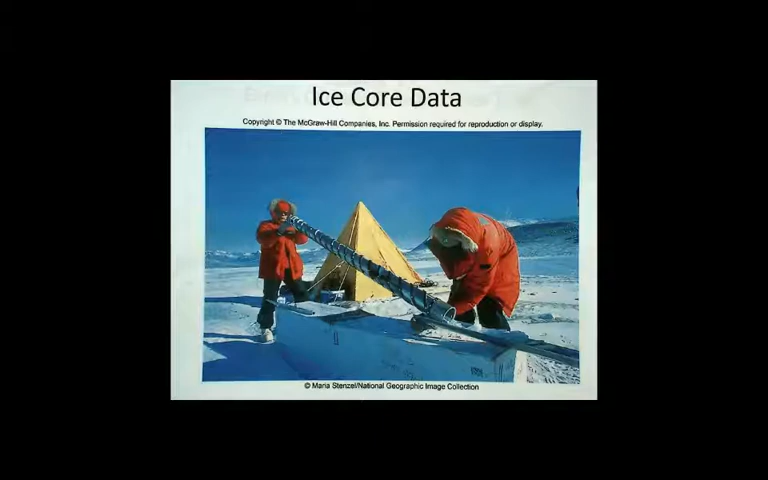 Ice Core Data
Copyright © The McGraw-Hill Companies, Inc. Permission required for reproduction or display.
© Maria Stenzel/National Geographic Image Collection